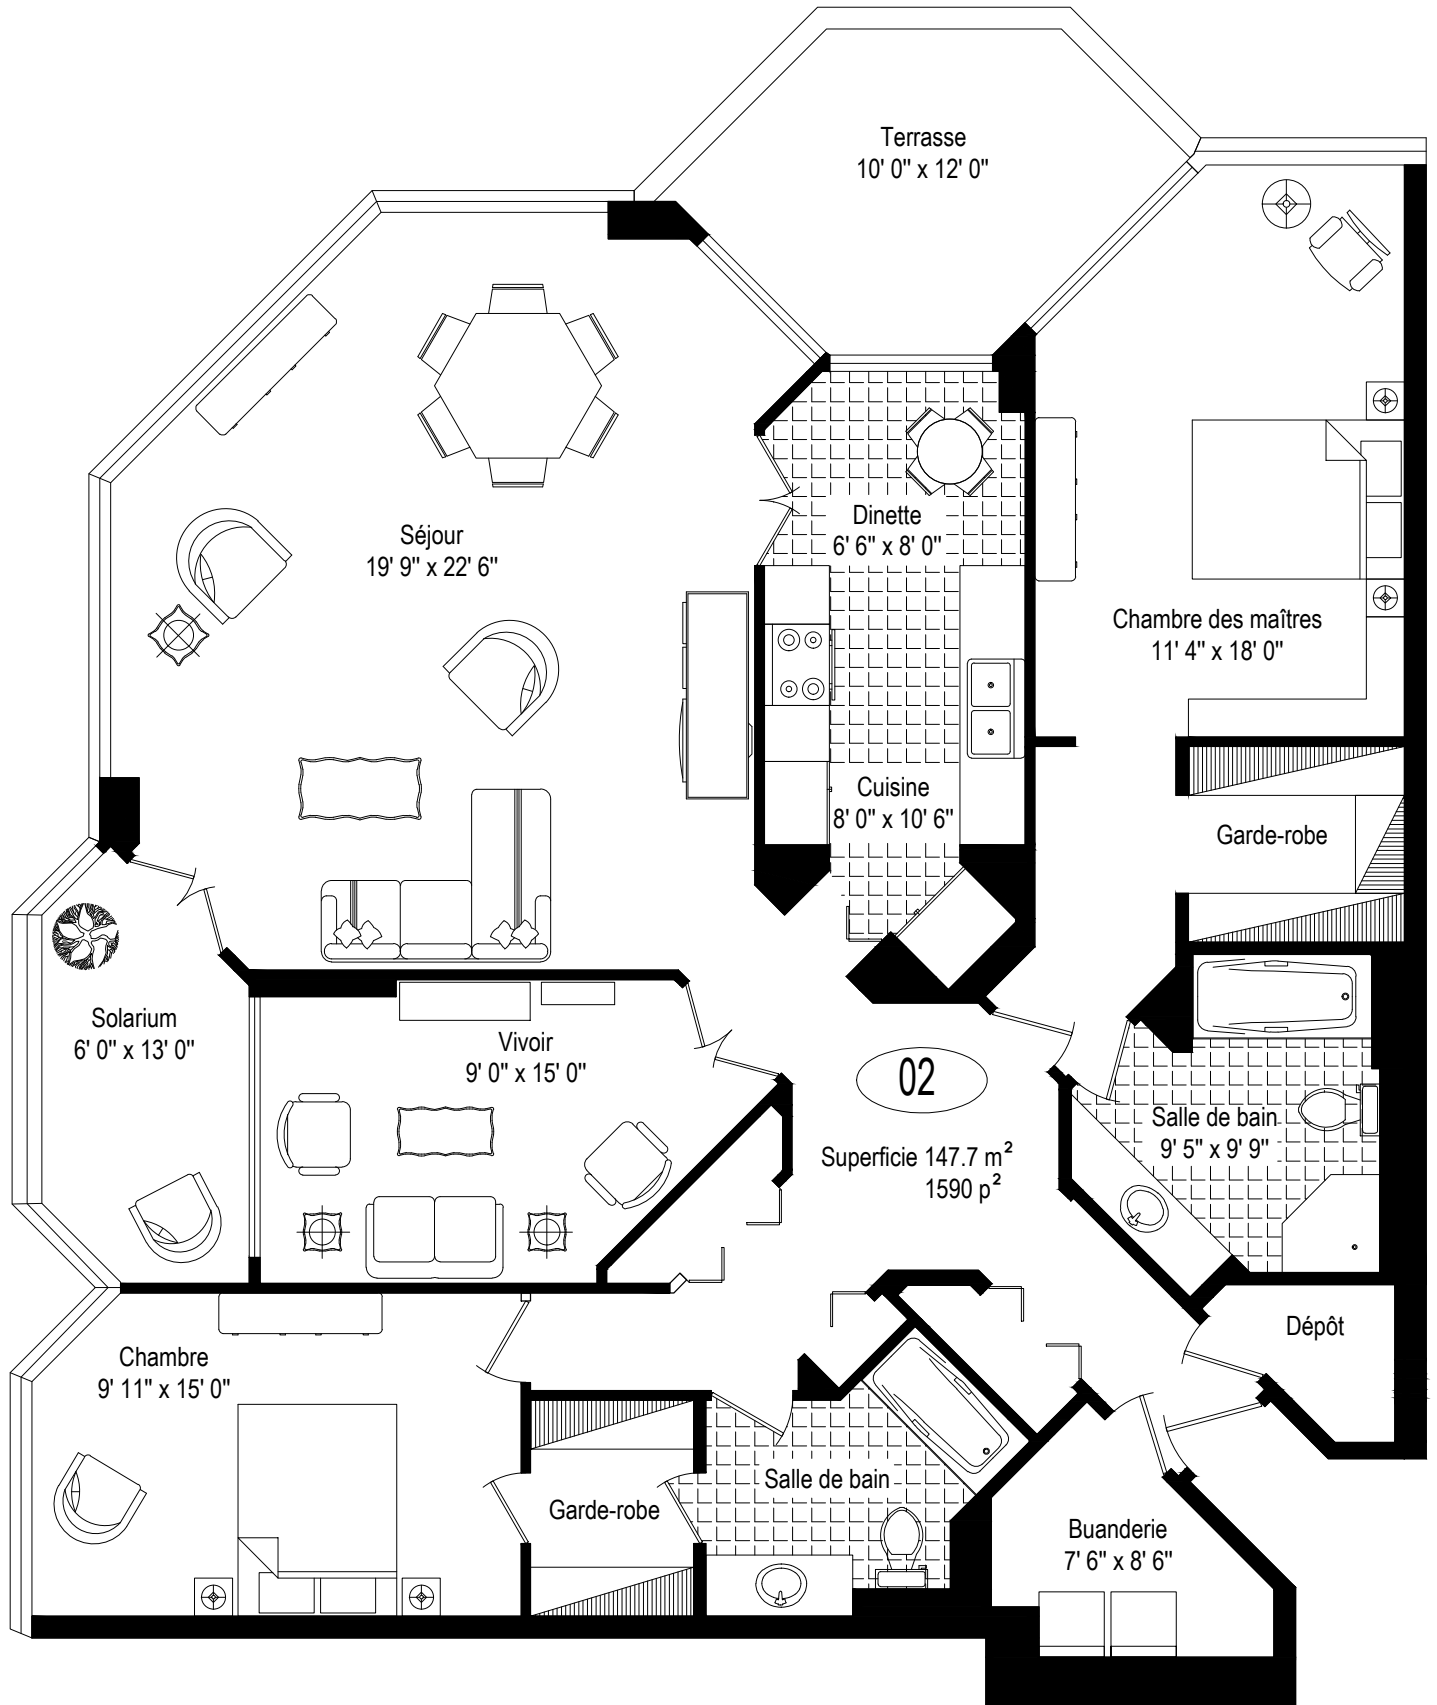 Terrasse
10' 0" x 12' 0"
Séjour
19' 9" x 22' 6"
Dinette
6' 6" x 8' 0"
Chambre des maîtres
11' 4" x 18' 0"
Cuisine
8' 0" x 10' 6"
Garde-robe
Solarium
6' 0" x 13' 0"
Vivoir
9' 0" x 15' 0"
02
Superficie 147.7 m²
1590 p²
Salle de bain
9' 5" x 9' 9"
Dépôt
Chambre
9' 11" x 15' 0"
Garde-robe
Salle de bain
Buanderie
7' 6" x 8' 6"